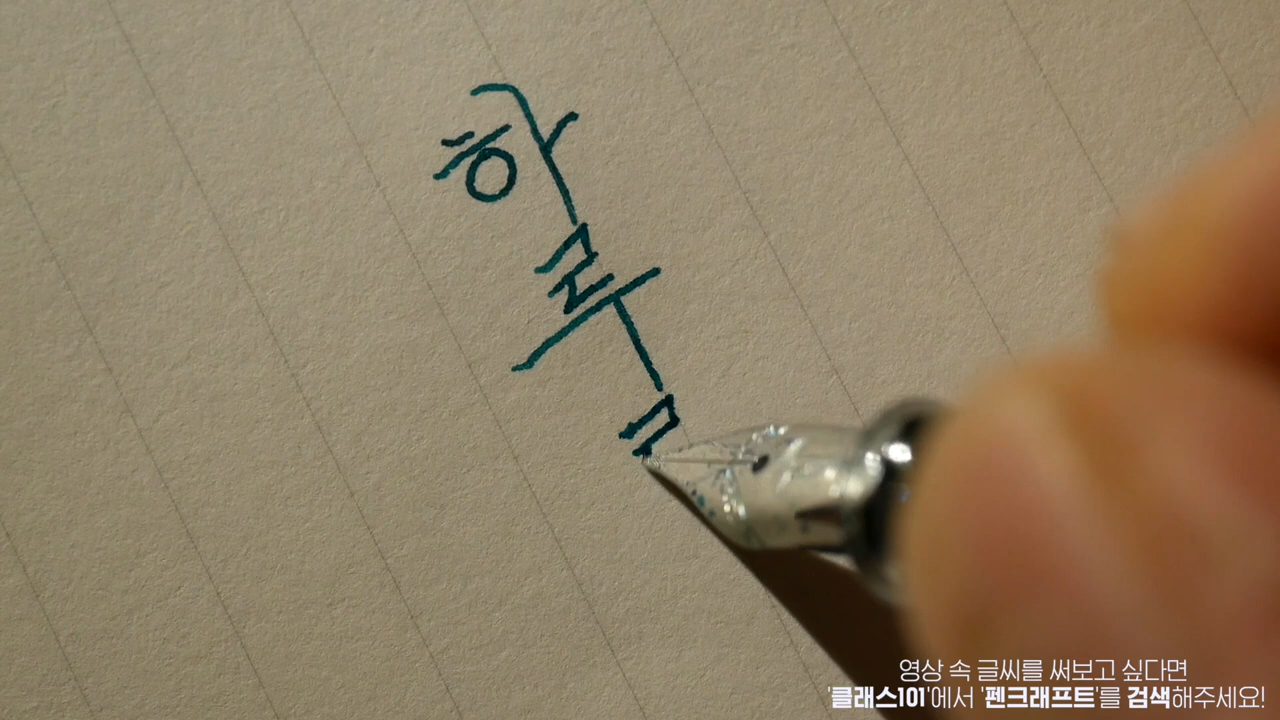 하루
영상 속 글씨를 써보고 싶다면
'클래스101'에서 '펜크래프트'를 검색해주세요!